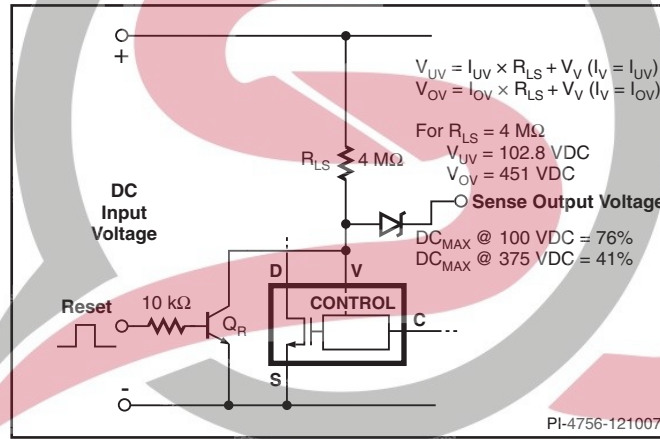 +
V_UV = I_UV × R_LS + V_V (I_V = I_UV)
V_OV = I_OV × R_LS + V_V (I_V = I_OV)
For R_LS = 4 MΩ
V_UV = 102.8 VDC
V_OV = 451 VDC
R_LS 4 MΩ
DC
Input
Voltage
Sense Output Voltage
DC_MAX @ 100 VDC = 76%
DC_MAX @ 375 VDC = 41%
D V
CONTROL
C
Reset
10 kΩ
Q_R
S
-
PI-4756-121007